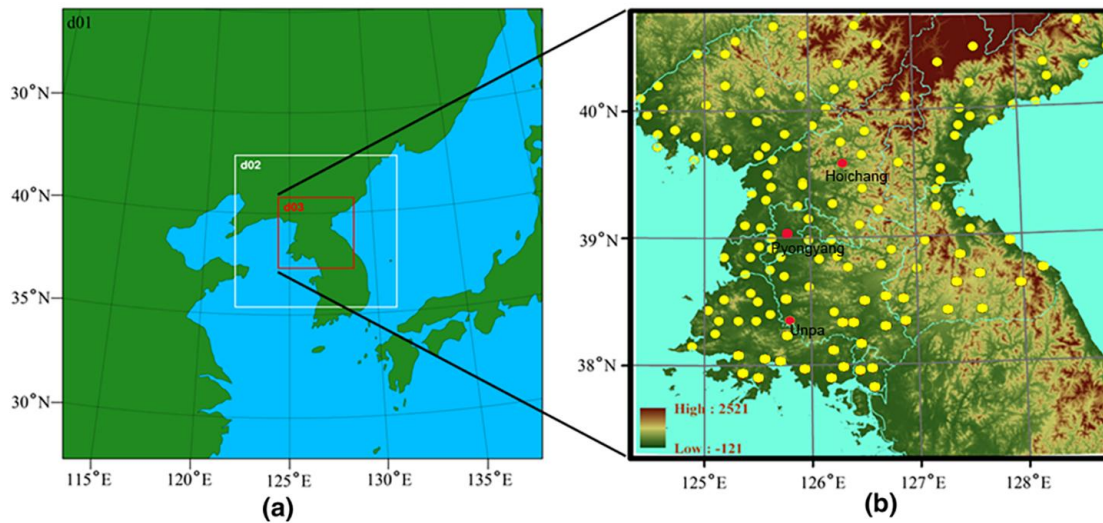 d01
d02
d03
30°N
40°N
35°N
30°N
115°E
120°E
125°E
130°E
135°E
(a)
40°N
39°N
38°N
Hoichang
Pyongyang
Unpa
High : 2521
Low : -121
125°E
126°E
127°E
128°E
(b)